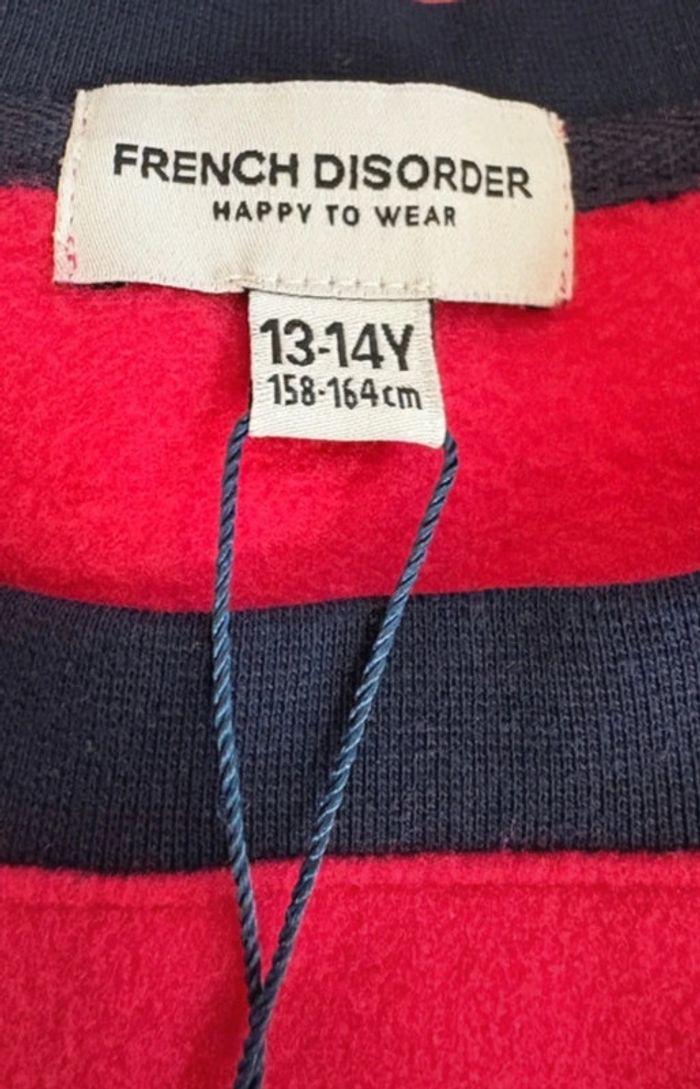 FRENCH DISORDER
HAPPY TO WEAR
13-14Y
158-164cm